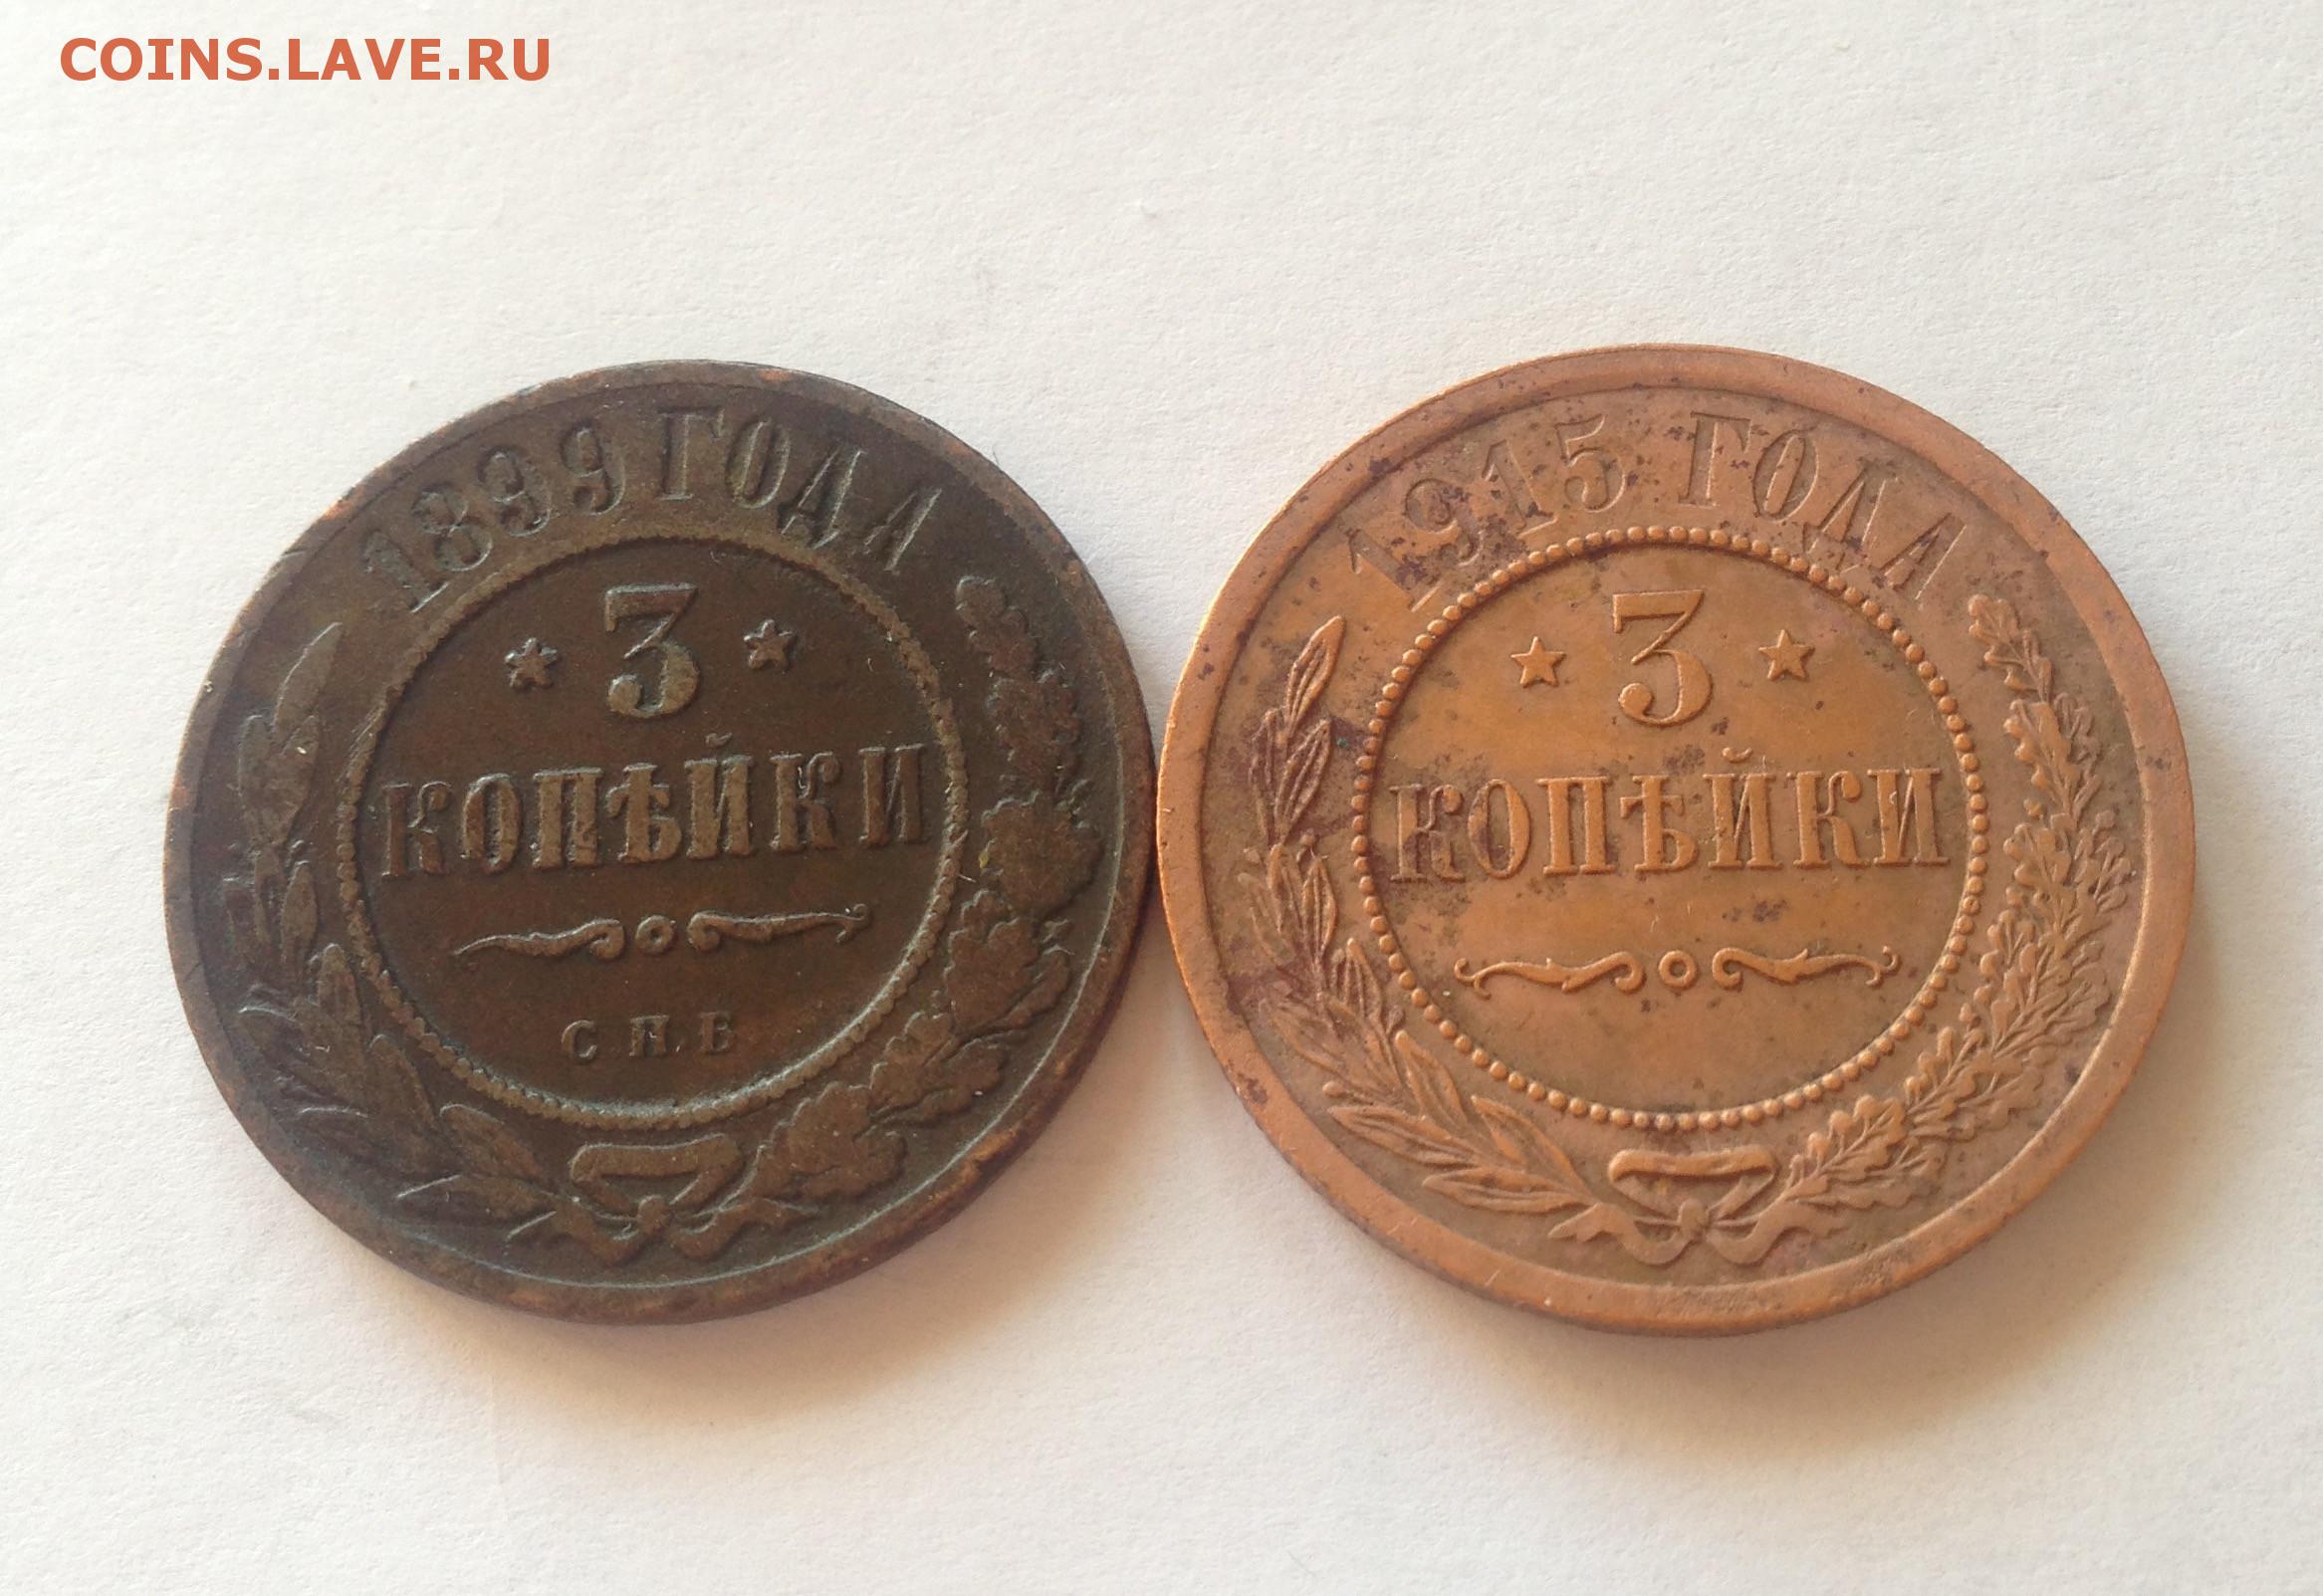 COINS.LAVE.RU
1899 ГОДА
3
КОПѢЙКИ
С.П.Б.
1915 ГОДА
3
КОПѢЙКИ